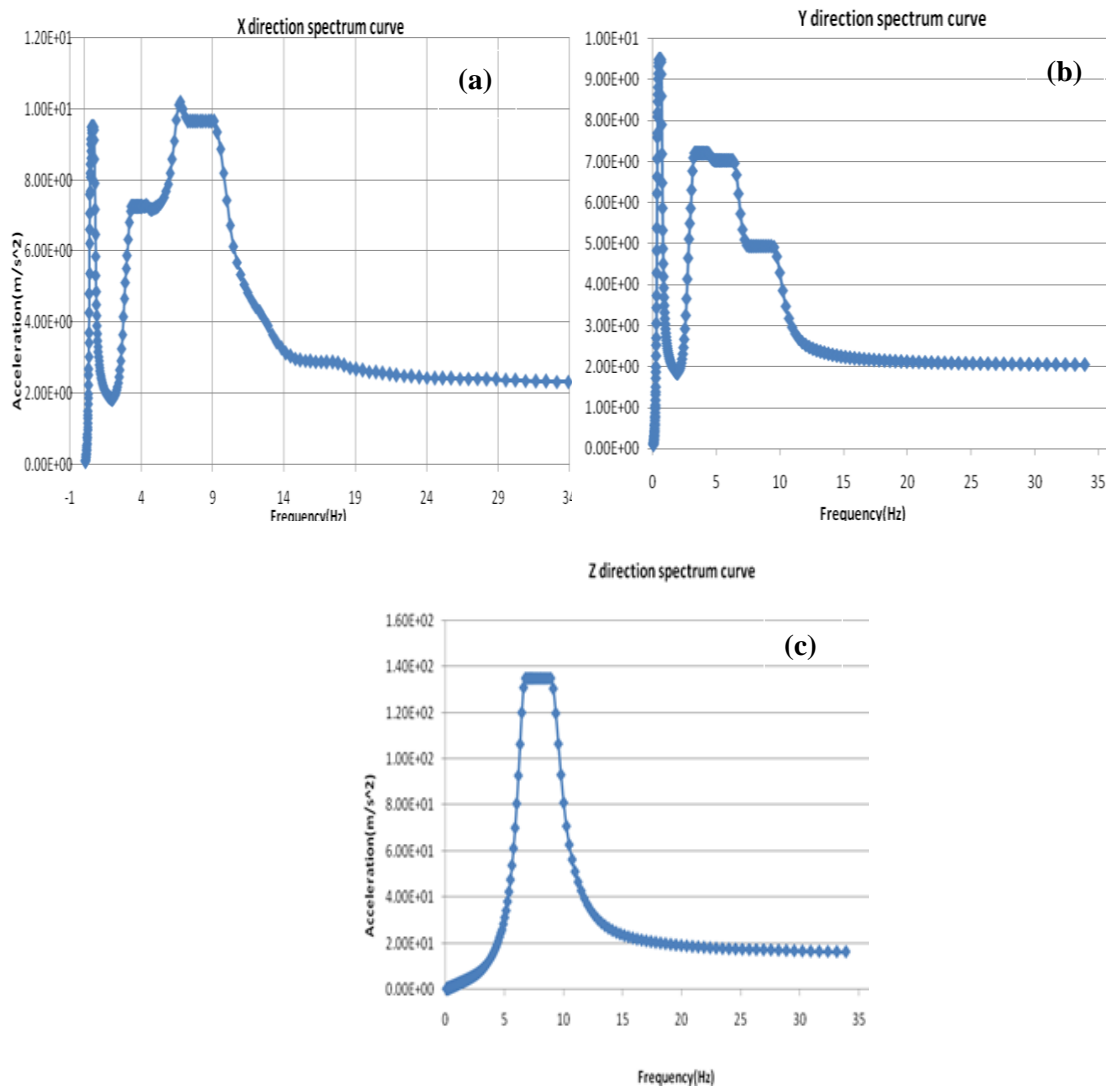 X direction spectrum curve
(a)
1.20E+01
1.00E+01
8.00E+00
6.00E+00
4.00E+00
2.00E+00
0.00E+00
Acceleration(m/s^2)
-1 4 9 14 19 24 29 34
Frequency(Hz)
Y direction spectrum curve
(b)
1.00E+01
9.00E+00
8.00E+00
7.00E+00
6.00E+00
5.00E+00
4.00E+00
3.00E+00
2.00E+00
1.00E+00
0.00E+00
0 5 10 15 20 25 30 35
Frequency(Hz)
Z direction spectrum curve
(c)
1.60E+02
1.40E+02
1.20E+02
1.00E+02
8.00E+01
6.00E+01
4.00E+01
2.00E+01
0.00E+00
Acceleration(m/s^2)
0 5 10 15 20 25 30 35
Frequency(Hz)